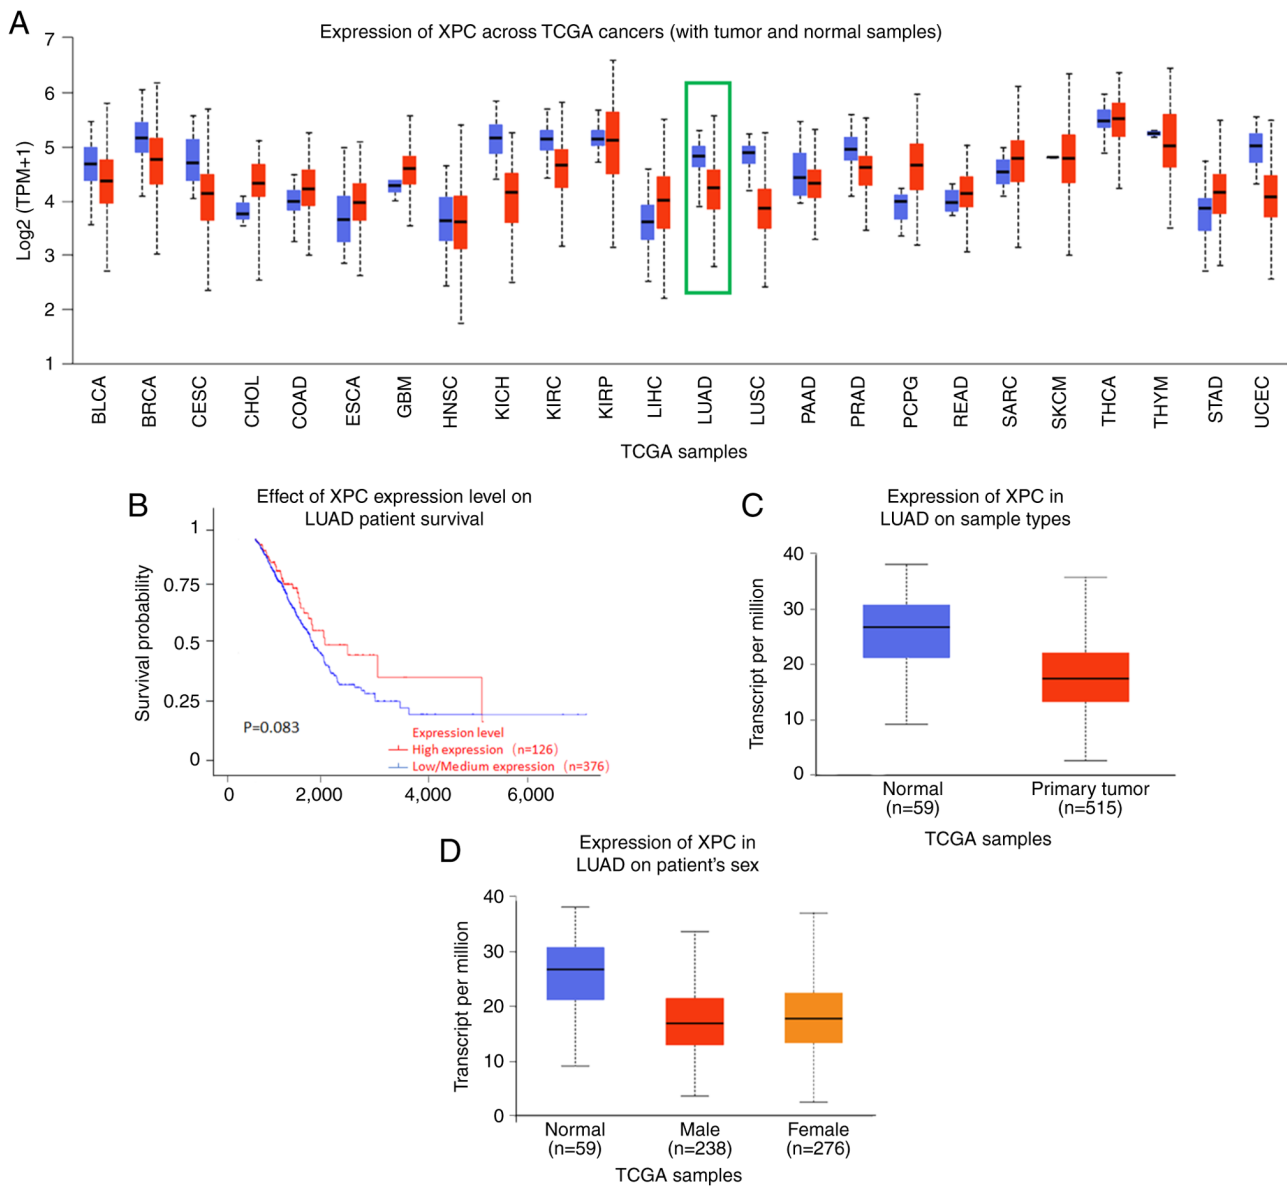 A
Expression of XPC across TCGA cancers (with tumor and normal samples)
Log2 (TPM+1)
7
6
5
4
3
2
1
BLCA
BRCA
CESC
CHOL
COAD
ESCA
GBM
HNSC
KICH
KIRC
KIRP
LIHC
LUAD
LUSC
PAAD
PRAD
PCPG
READ
SARC
SKCM
THCA
THYM
STAD
UCEC
TCGA samples
B
Effect of XPC expression level on
LUAD patient survival
Survival probability
1
0.75
0.5
0.25
0
P=0.083
Expression level
High expression (n=126)
Low/Medium expression (n=376)
0
2,000
4,000
6,000
C
Expression of XPC in
LUAD on sample types
Transcript per million
40
30
20
10
0
Normal
(n=59)
Primary tumor
(n=515)
TCGA samples
D
Expression of XPC in
LUAD on patient's sex
Transcript per million
40
30
20
10
0
Normal
(n=59)
Male
(n=238)
Female
(n=276)
TCGA samples